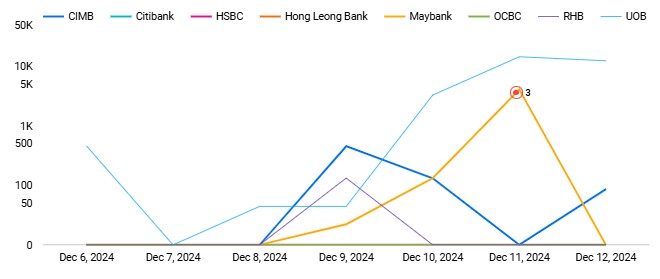 CIMB Citibank HSBC Hong Leong Bank Maybank OCBC RHB UOB
50K
10K
5K
3
1K
500
100
50
0
Dec 6, 2024 Dec 7, 2024 Dec 8, 2024 Dec 9, 2024 Dec 10, 2024 Dec 11, 2024 Dec 12, 2024